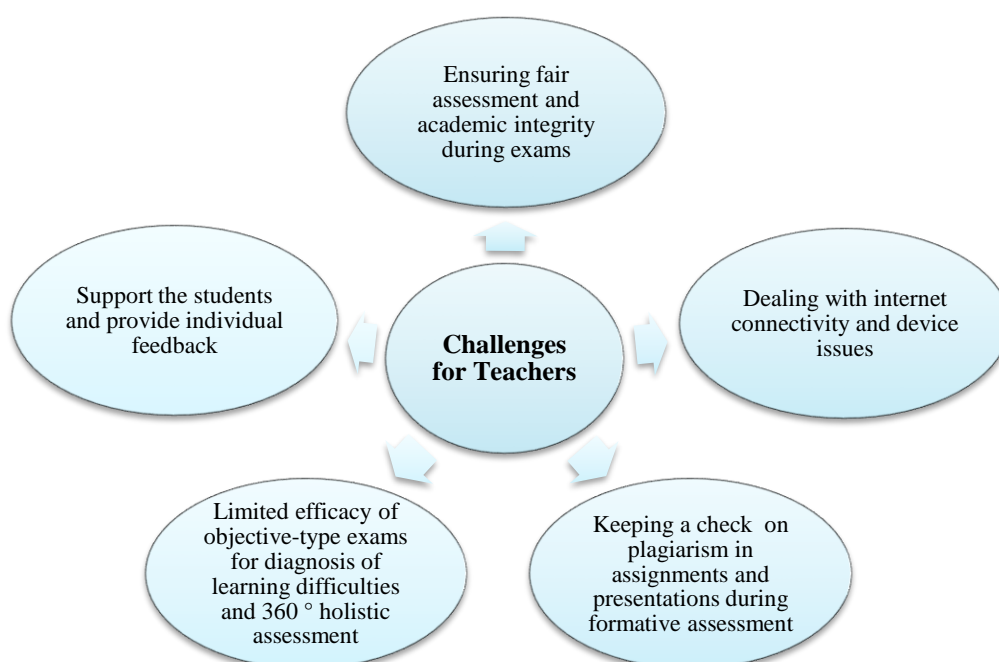 Ensuring fair
assessment and
academic integrity
during exams
Support the students
and provide individual
feedback
Challenges
for Teachers
Dealing with internet
connectivity and device
issues
Limited efficacy of
objective-type exams
for diagnosis of
learning difficulties
and 360 ° holistic
assessment
Keeping a check  on
plagiarism in
assignments and
presentations during
formative assessment